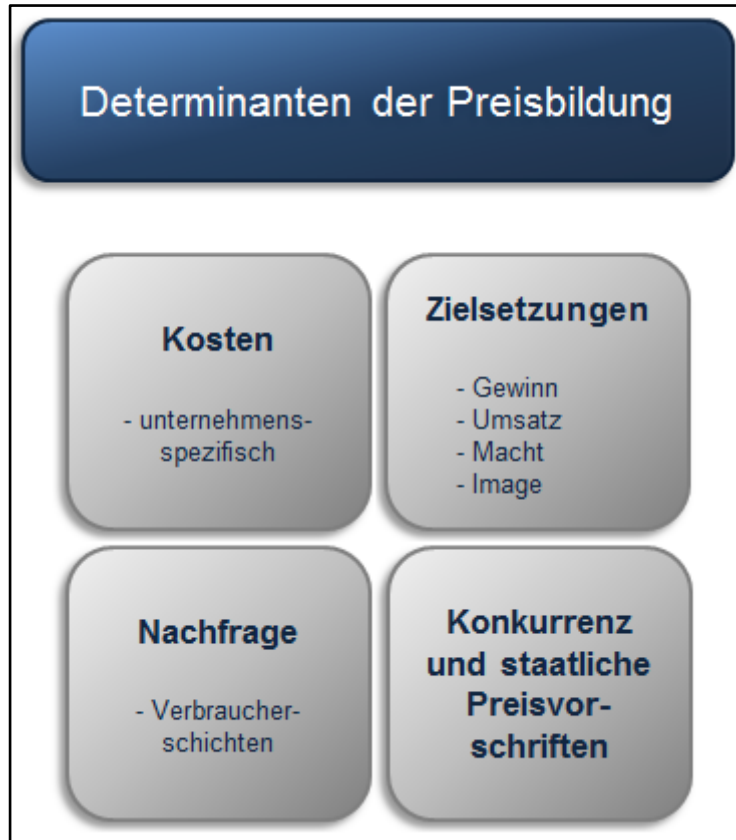 Determinanten der Preisbildung
Kosten
- unternehmens-
spezifisch
Zielsetzungen
- Gewinn
- Umsatz
- Macht
- Image
Nachfrage
- Verbraucher-
schichten
Konkurrenz
und staatliche
Preisvor-
schriften